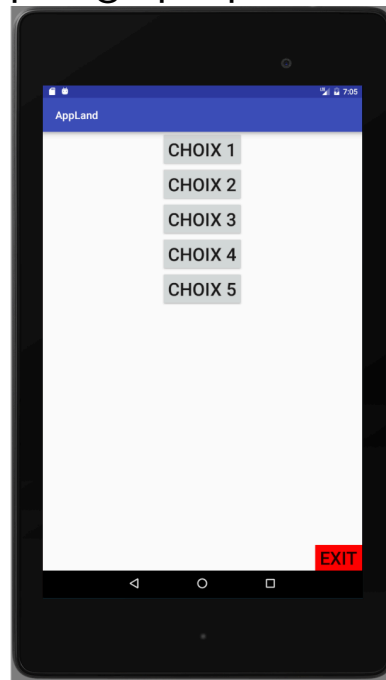 7:05
AppLand
CHOIX 1
CHOIX 2
CHOIX 3
CHOIX 4
CHOIX 5
EXIT